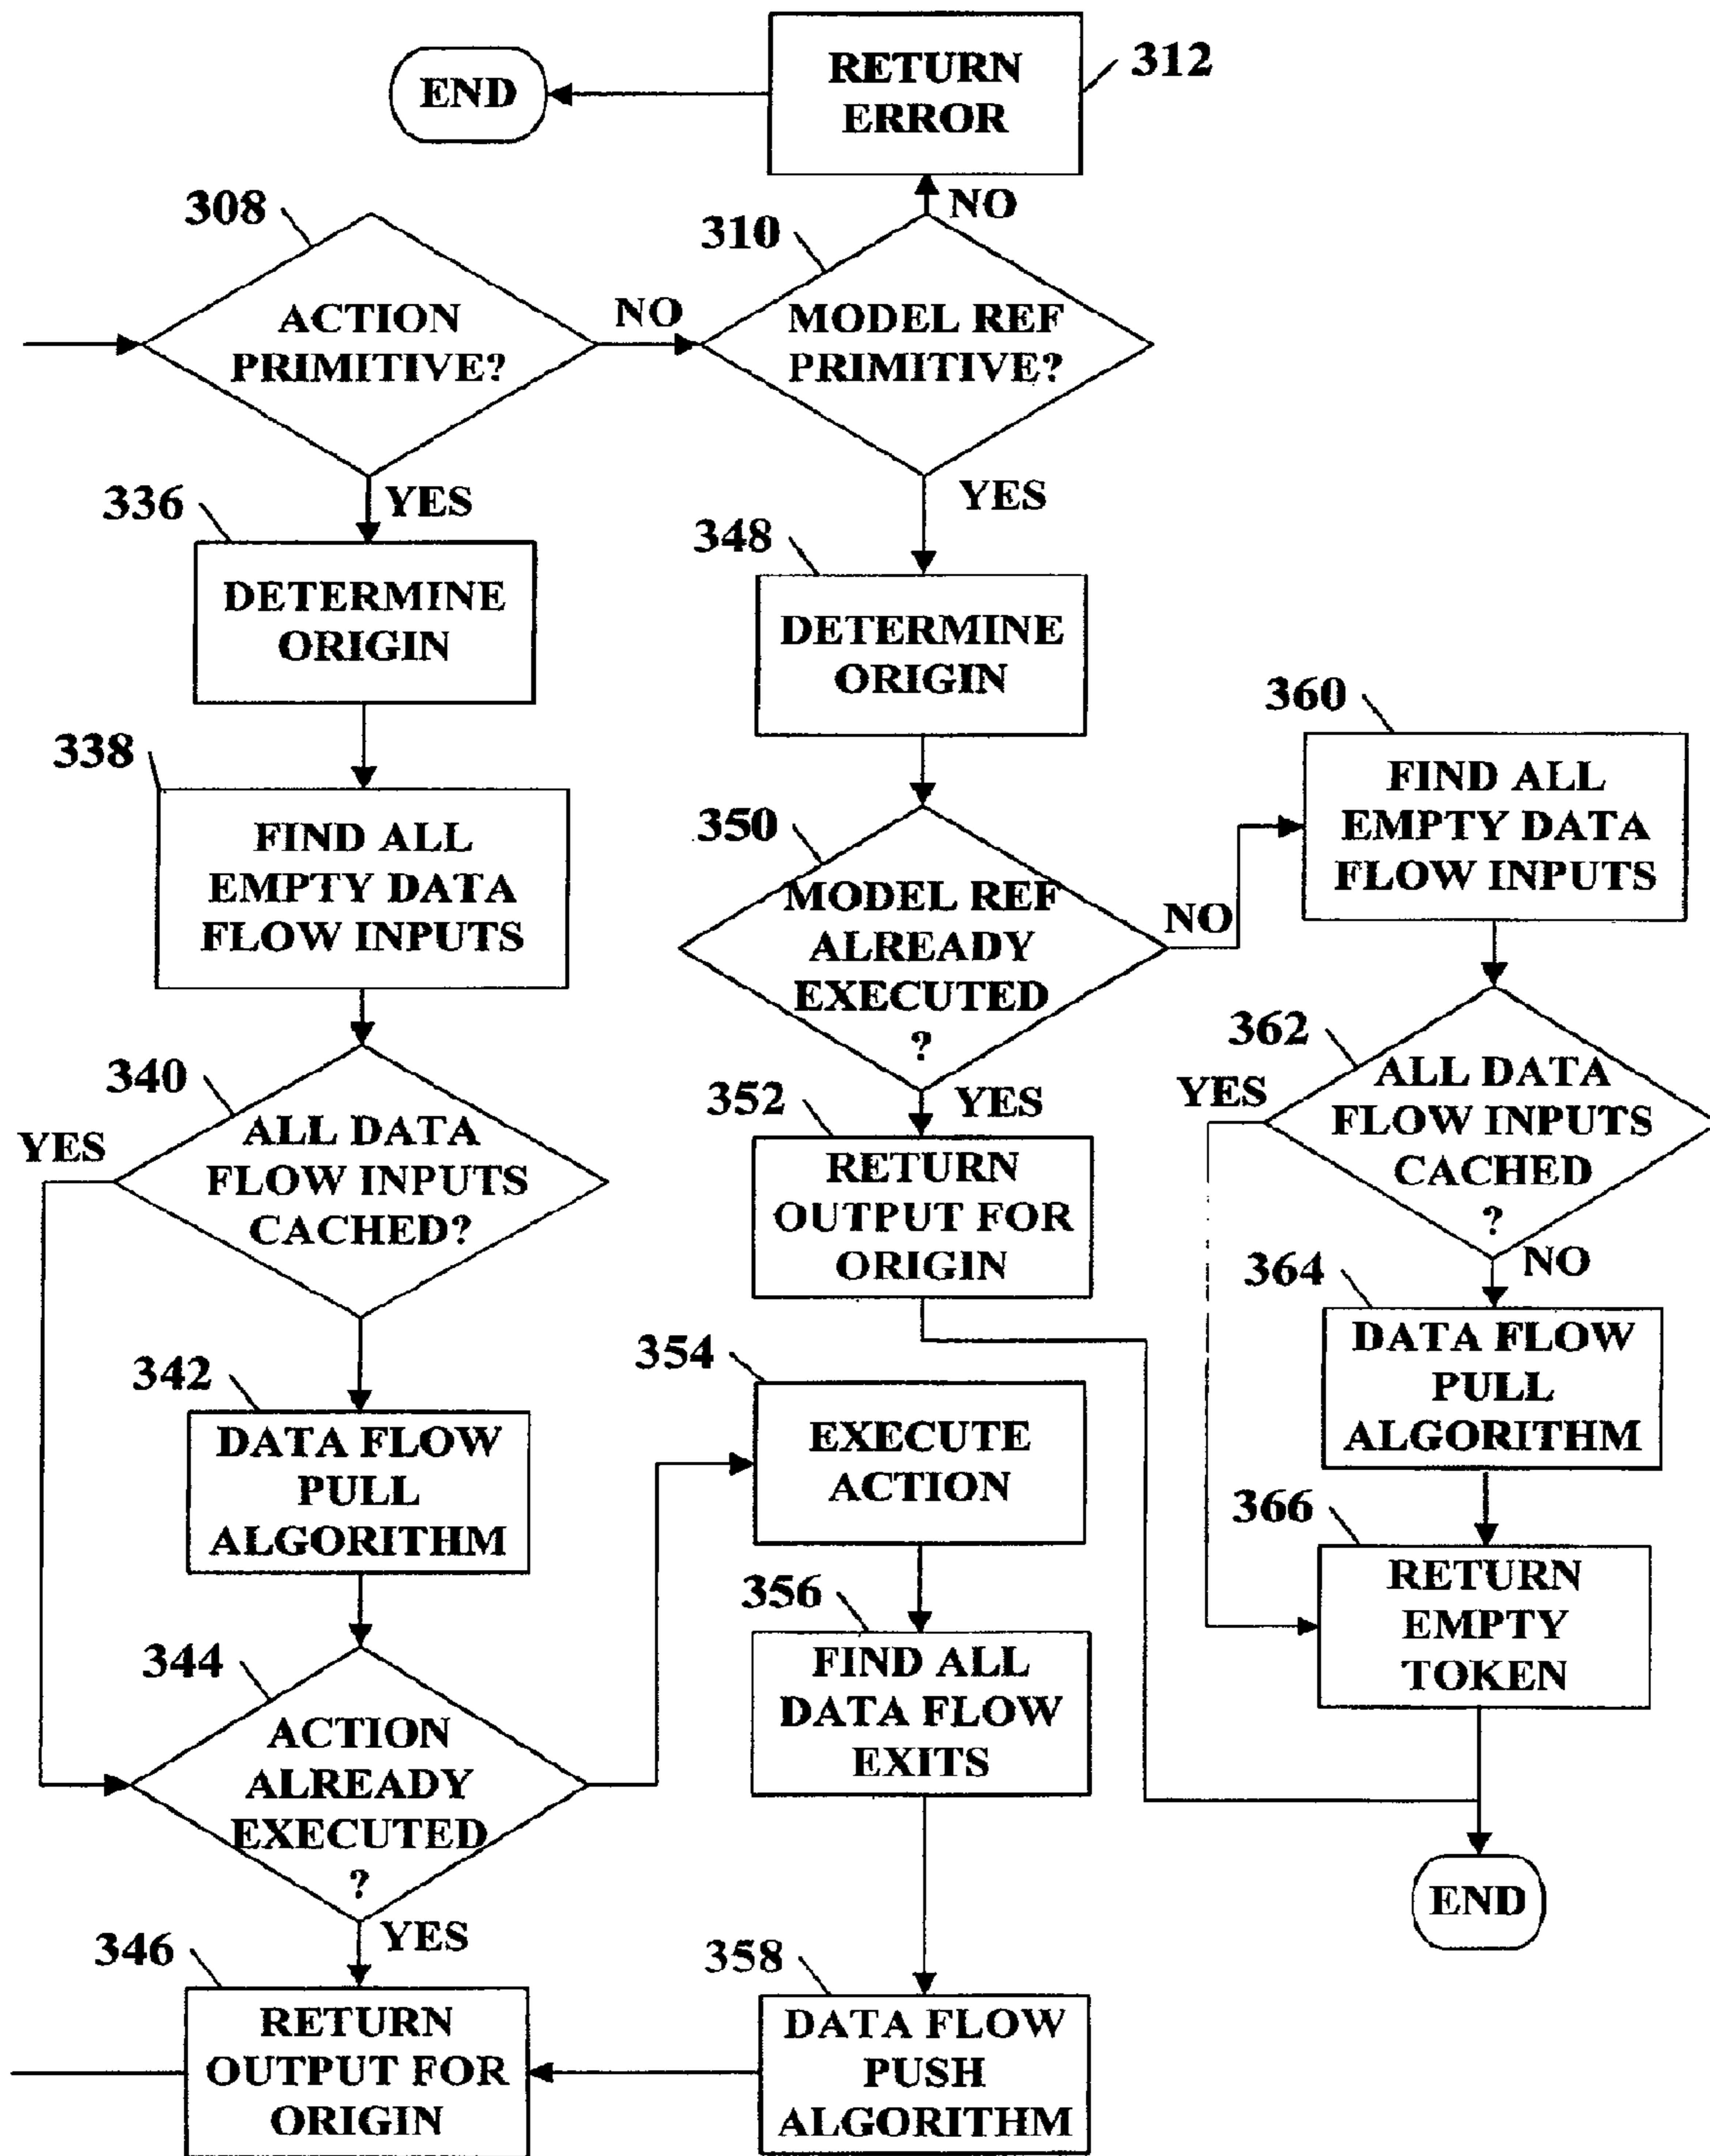 END
RETURN
ERROR
312
308
NO
310
ACTION
PRIMITIVE?
NO
MODEL REF
PRIMITIVE?
336
YES
DETERMINE
ORIGIN
YES
348
DETERMINE
ORIGIN
338
FIND ALL
EMPTY DATA
FLOW INPUTS
350
MODEL REF
ALREADY
EXECUTED
?
NO
360
FIND ALL
EMPTY DATA
FLOW INPUTS
340
YES
ALL DATA
FLOW INPUTS
CACHED?
352
YES
RETURN
OUTPUT FOR
ORIGIN
362
YES
ALL DATA
FLOW INPUTS
CACHED
?
NO
364
DATA FLOW
PULL
ALGORITHM
342
DATA FLOW
PULL
ALGORITHM
354
EXECUTE
ACTION
366
RETURN
EMPTY
TOKEN
344
ACTION
ALREADY
EXECUTED
?
356
FIND ALL
DATA FLOW
EXITS
END
346
YES
RETURN
OUTPUT FOR
ORIGIN
358
DATA FLOW
PUSH
ALGORITHM